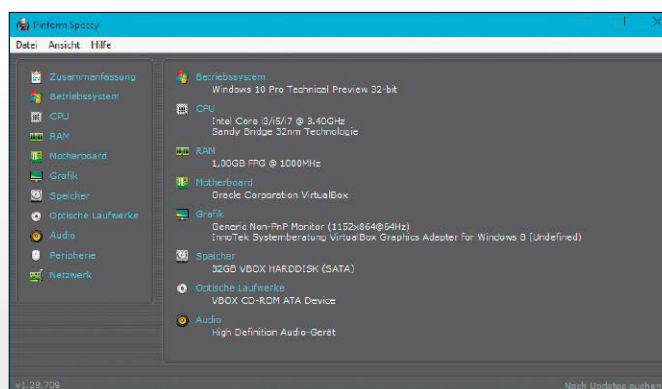 Piriform Speccy
Datei Ansicht Hilfe
Zusammenfassung
Betriebssystem
CPU
RAM
Motherboard
Grafik
Speicher
Optische Laufwerke
Audio
Peripherie
Netzwerk
Betriebssystem
Windows 10 Pro Technical Preview 32-bit
CPU
Intel Core i3/i5/i7 @ 3.40GHz
Sandy Bridge 32nm Technologie
RAM
1,00GB FPG @ 1000MHz
Motherboard
Oracle Corporation VirtualBox
Grafik
Generic Non-PnP Monitor (1152x864@64Hz)
InnoTek Systemberatung VirtualBox Graphics Adapter for Windows 8 (Undefined)
Speicher
32GB VBOX HARDDISK (SATA)
Optische Laufwerke
VBOX CD-ROM ATA Device
Audio
High Definition Audio-Gerät
v1.28.709
Nach Updates suchen